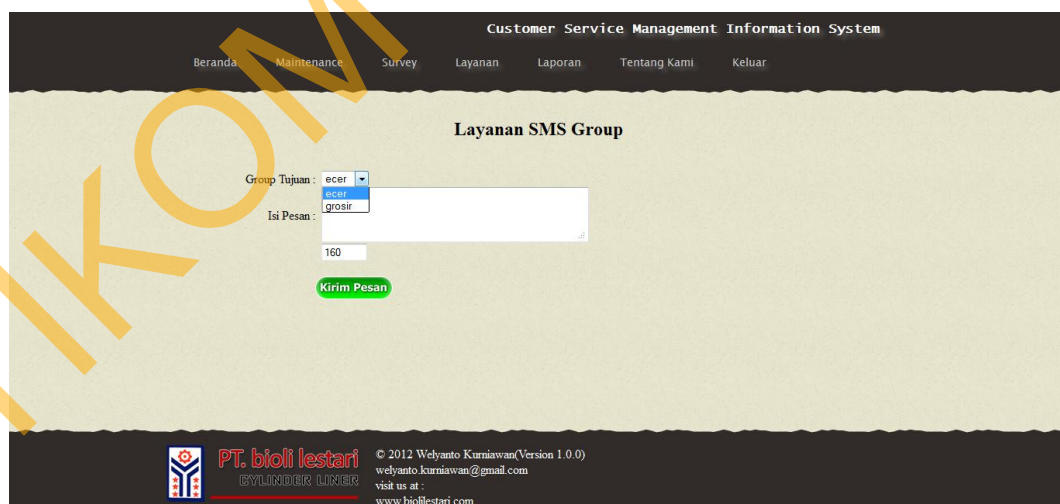 Customer Service Management Information System
Beranda Maintenance Survey Layanan Laporan Tentang Kami Keluar
Layanan SMS Group
Group Tujuan : ecer
ecer
grosir
Isi Pesan :
160
Kirim Pesan
PT. bioli lestari
CYLINDER LINER
© 2012 Welyanto Kurniawan(Version 1.0.0)
welyanto.kurniawan@gmail.com
visit us at :
www.biolilestari.com
IKOM